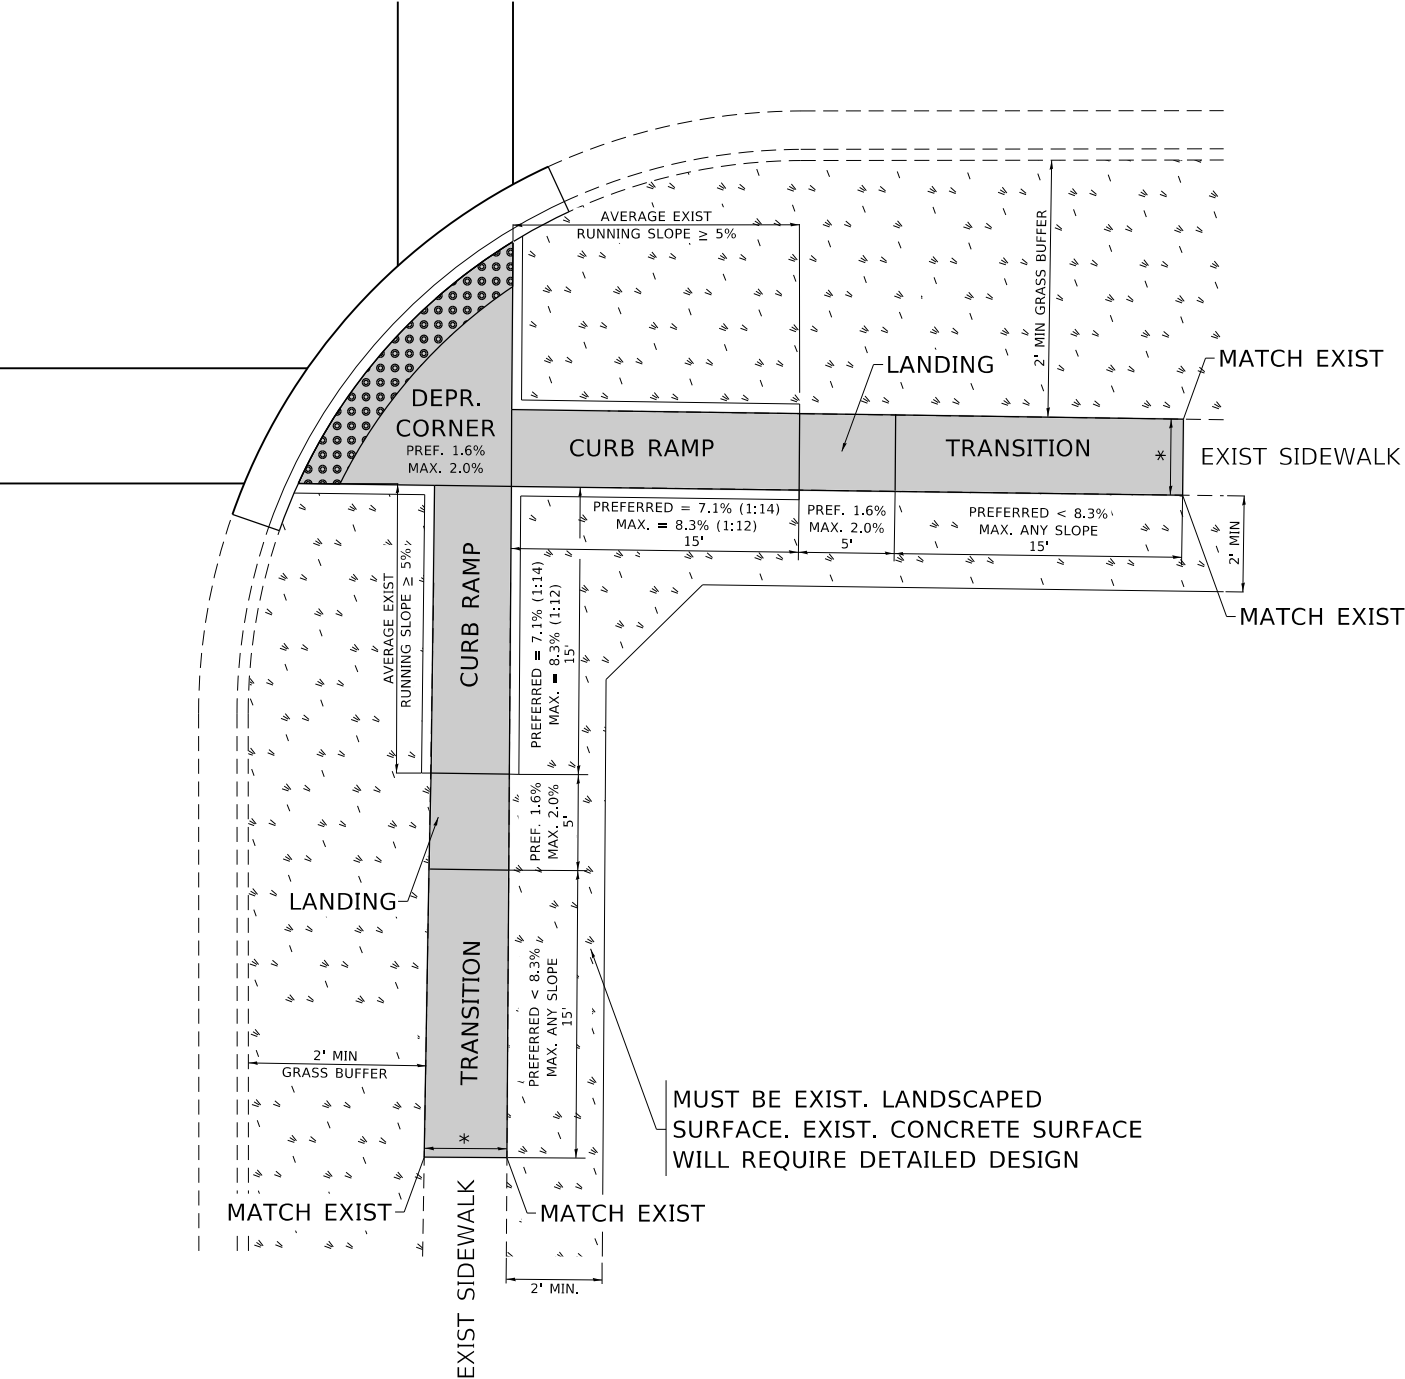 AVERAGE EXIST
RUNNING SLOPE ≥ 5%
2' MIN GRASS BUFFER
LANDING
MATCH EXIST
DEPR.
CORNER
PREF. 1.6%
MAX. 2.0%
CURB RAMP
TRANSITION
*
EXIST SIDEWALK
PREFERRED = 7.1% (1:14)
MAX. = 8.3% (1:12)
15'
PREF. 1.6%
MAX. 2.0%
5'
PREFERRED < 8.3%
MAX. ANY SLOPE
15'
2' MIN
MATCH EXIST
AVERAGE EXIST
RUNNING SLOPE ≥ 5%
CURB RAMP
PREFERRED = 7.1% (1:14)
MAX. = 8.3% (1:12)
15'
PREF. 1.6%
MAX. 2.0%
5'
LANDING
TRANSITION
PREFERRED < 8.3%
MAX. ANY SLOPE
15'
2' MIN
GRASS BUFFER
*
MUST BE EXIST. LANDSCAPED
SURFACE. EXIST. CONCRETE SURFACE
WILL REQUIRE DETAILED DESIGN
MATCH EXIST
MATCH EXIST
EXIST SIDEWALK
2' MIN.